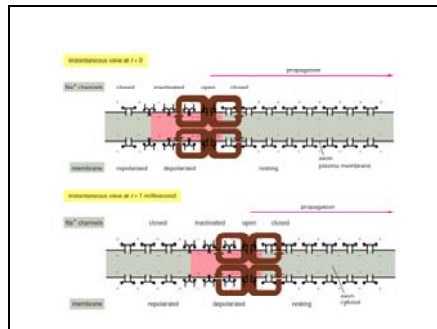 instantaneous view at t = 0
propagation
Na⁺ channels closed inactivated open closed
membrane repolarized depolarized resting
axon
plasma membrane
instantaneous view at t = 1 millisecond
propagation
Na⁺ channels closed inactivated open closed
membrane repolarized depolarized resting
axon
cytosol